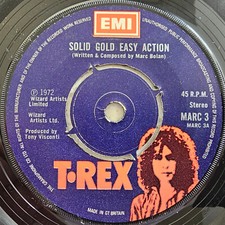 EMI
SOLID GOLD EASY ACTION
(Written & Composed by Marc Bolan)
℗ 1972
Wizard Artists
Limited
Wizard
Artists Ltd.
Produced by
Tony Visconti
45 R.P.M.
Stereo
MARC 3
MARC 3A
T•REX
MADE IN GT BRITAIN